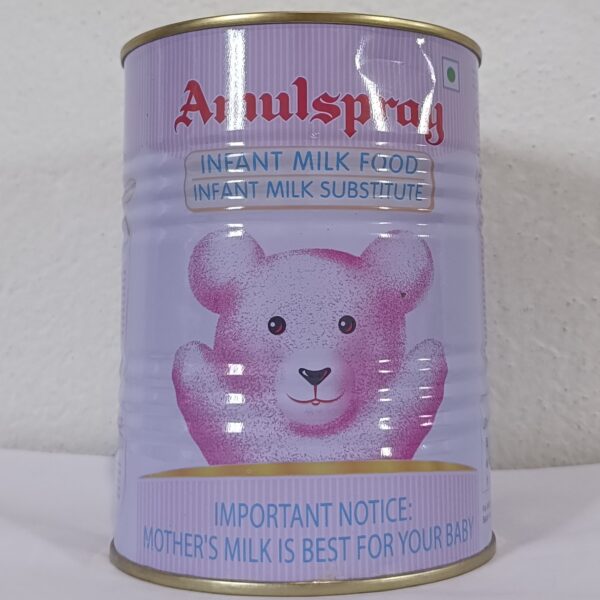 Amulspray
INFANT MILK FOOD
INFANT MILK SUBSTITUTE
IMPORTANT NOTICE:
MOTHER'S MILK IS BEST FOR YOUR BABY